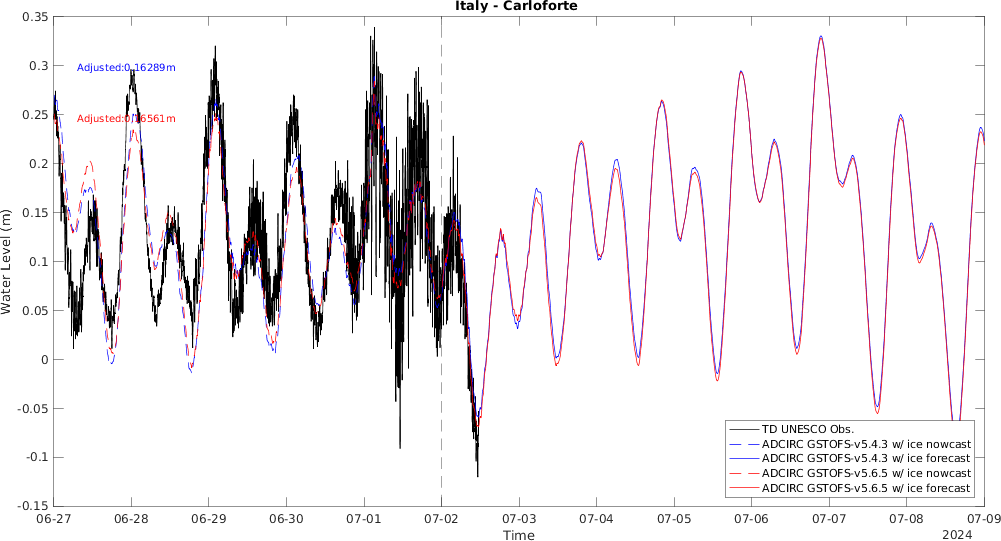 Italy - Carloforte
0.35
0.3
0.25
0.2
0.15
0.1
0.05
0
-0.05
-0.1
-0.15
Water Level (m)
Adjusted:0.16289m
Adjusted:0.16561m
TD UNESCO Obs.
ADCIRC GSTOFS-v5.4.3 w/ ice nowcast
ADCIRC GSTOFS-v5.4.3 w/ ice forecast
ADCIRC GSTOFS-v5.6.5 w/ ice nowcast
ADCIRC GSTOFS-v5.6.5 w/ ice forecast
06-27 06-28 06-29 06-30 07-01 07-02 07-03 07-04 07-05 07-06 07-07 07-08 07-09
Time
2024